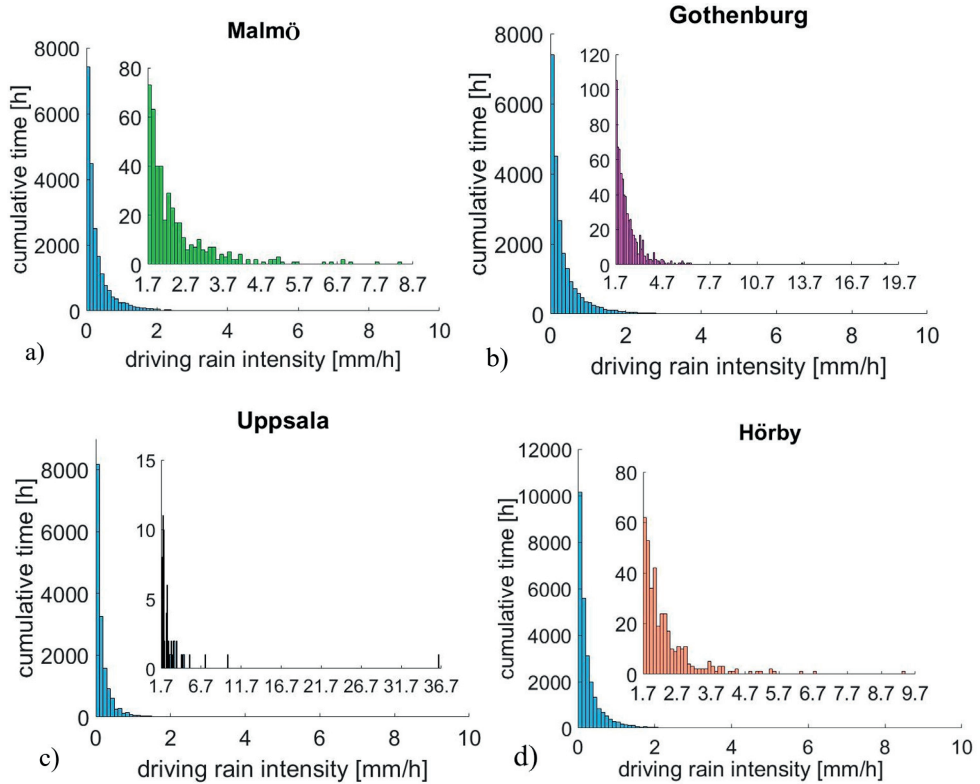 Malmö
cumulative time [h]
8000
6000
4000
2000
0
80
60
40
20
0
1.7 2.7 3.7 4.7 5.7 6.7 7.7 8.7
0 2 4 6 8 10
a) driving rain intensity [mm/h]
Gothenburg
cumulative time [h]
8000
6000
4000
2000
0
120
100
80
60
40
20
0
1.7 4.7 7.7 10.7 13.7 16.7 19.7
0 2 4 6 8 10
b) driving rain intensity [mm/h]
Uppsala
cumulative time [h]
8000
6000
4000
2000
0
15
10
5
0
1.7 6.7 11.7 16.7 21.7 26.7 31.7 36.7
0 2 4 6 8 10
c) driving rain intensity [mm/h]
Hörby
cumulative time [h]
12000
10000
8000
6000
4000
2000
0
80
60
40
20
0
1.7 2.7 3.7 4.7 5.7 6.7 7.7 8.7 9.7
0 2 4 6 8 10
d) driving rain intensity [mm/h]